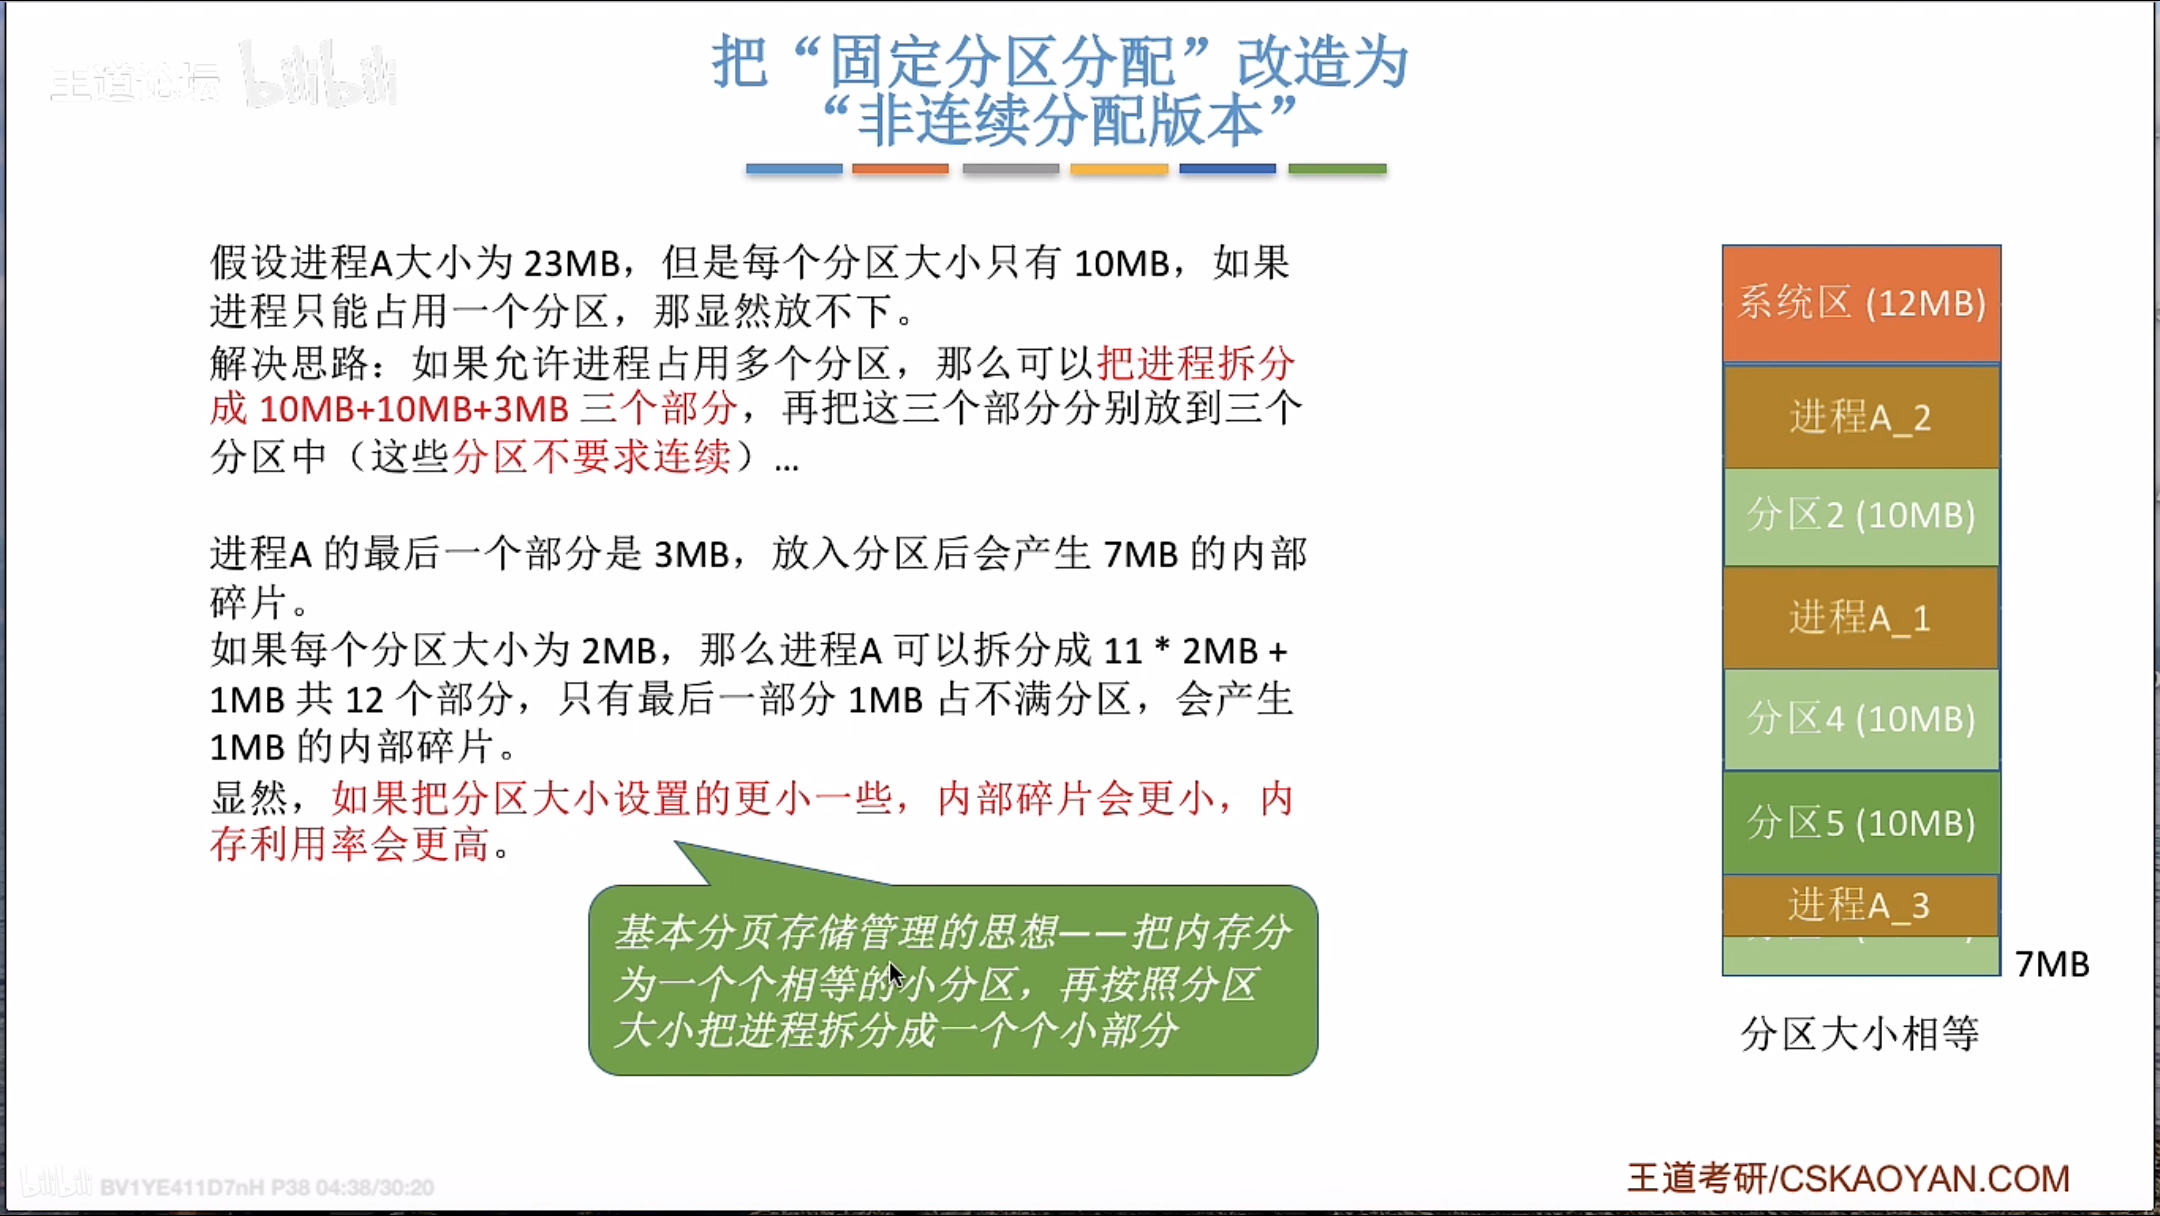 王道论坛 bilibili
把“固定分区分配”改造为
“非连续分配版本”
假设进程A大小为 23MB，但是每个分区大小只有 10MB，如果
进程只能占用一个分区，那显然放不下。
解决思路：如果允许进程占用多个分区，那么可以把进程拆分
成 10MB+10MB+3MB 三个部分，再把这三个部分分别放到三个
分区中（这些分区不要求连续）...
进程A 的最后一个部分是 3MB，放入分区后会产生 7MB 的内部
碎片。
如果每个分区大小为 2MB，那么进程A 可以拆分成 11 * 2MB +
1MB 共 12 个部分，只有最后一部分 1MB 占不满分区，会产生
1MB 的内部碎片。
显然，如果把分区大小设置的更小一些，内部碎片会更小，内
存利用率会更高。
基本分页存储管理的思想——把内存分
为一个个相等的小分区，再按照分区
大小把进程拆分成一个个小部分
系统区 (12MB)
进程A_2
分区2 (10MB)
进程A_1
分区4 (10MB)
分区5 (10MB)
进程A_3
7MB
分区大小相等
bilibili BV1YE411D7nH P38 04:38/30:20
王道考研/CSKAOYAN.COM